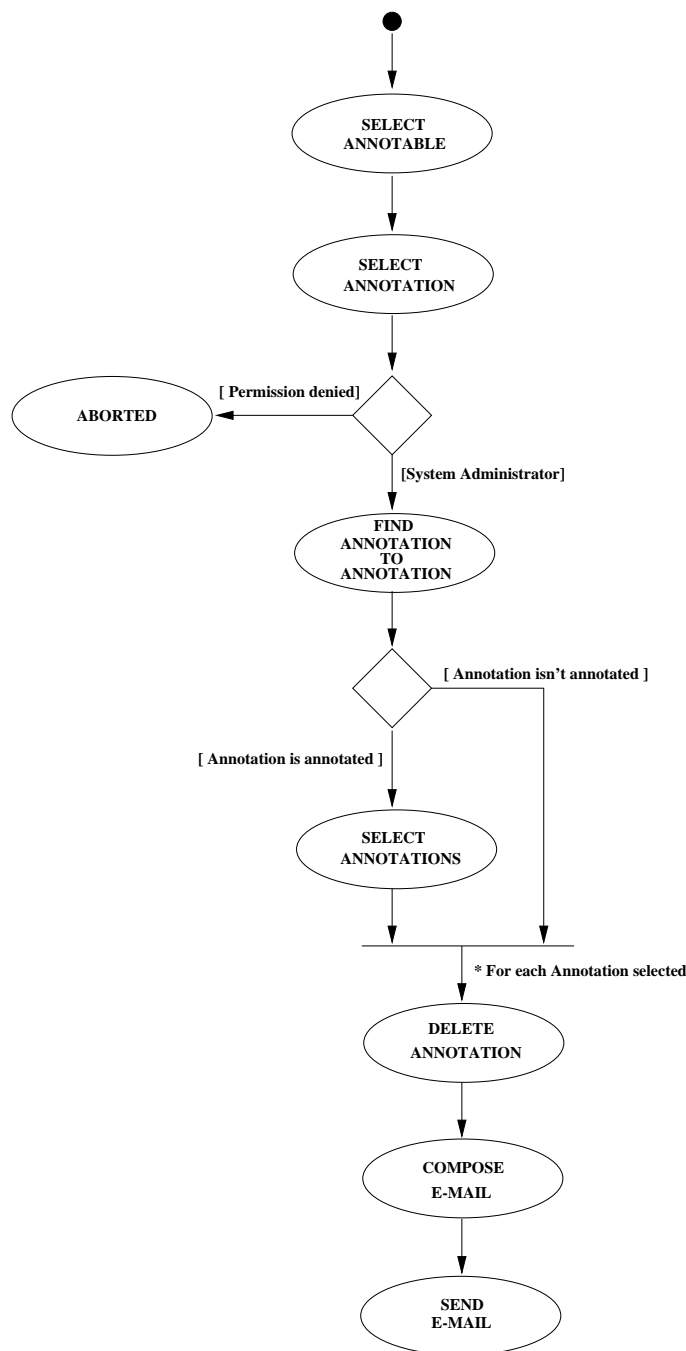 SELECT
ANNOTABLE
SELECT
ANNOTATION
[ Permission denied]
ABORTED
[System Administrator]
FIND
ANNOTATION
TO
ANNOTATION
[ Annotation isn't annotated ]
[ Annotation is annotated ]
SELECT
ANNOTATIONS
* For each Annotation selected
DELETE
ANNOTATION
COMPOSE
E-MAIL
SEND
E-MAIL